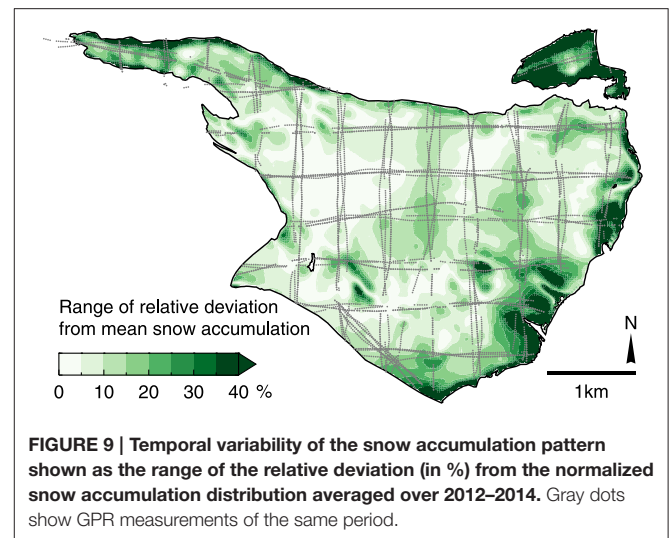 Range of relative deviation
from mean snow accumulation
0 10 20 30 40 %
N
1km
FIGURE 9 | Temporal variability of the snow accumulation pattern
shown as the range of the relative deviation (in %) from the normalized
snow accumulation distribution averaged over 2012–2014. Gray dots
show GPR measurements of the same period.